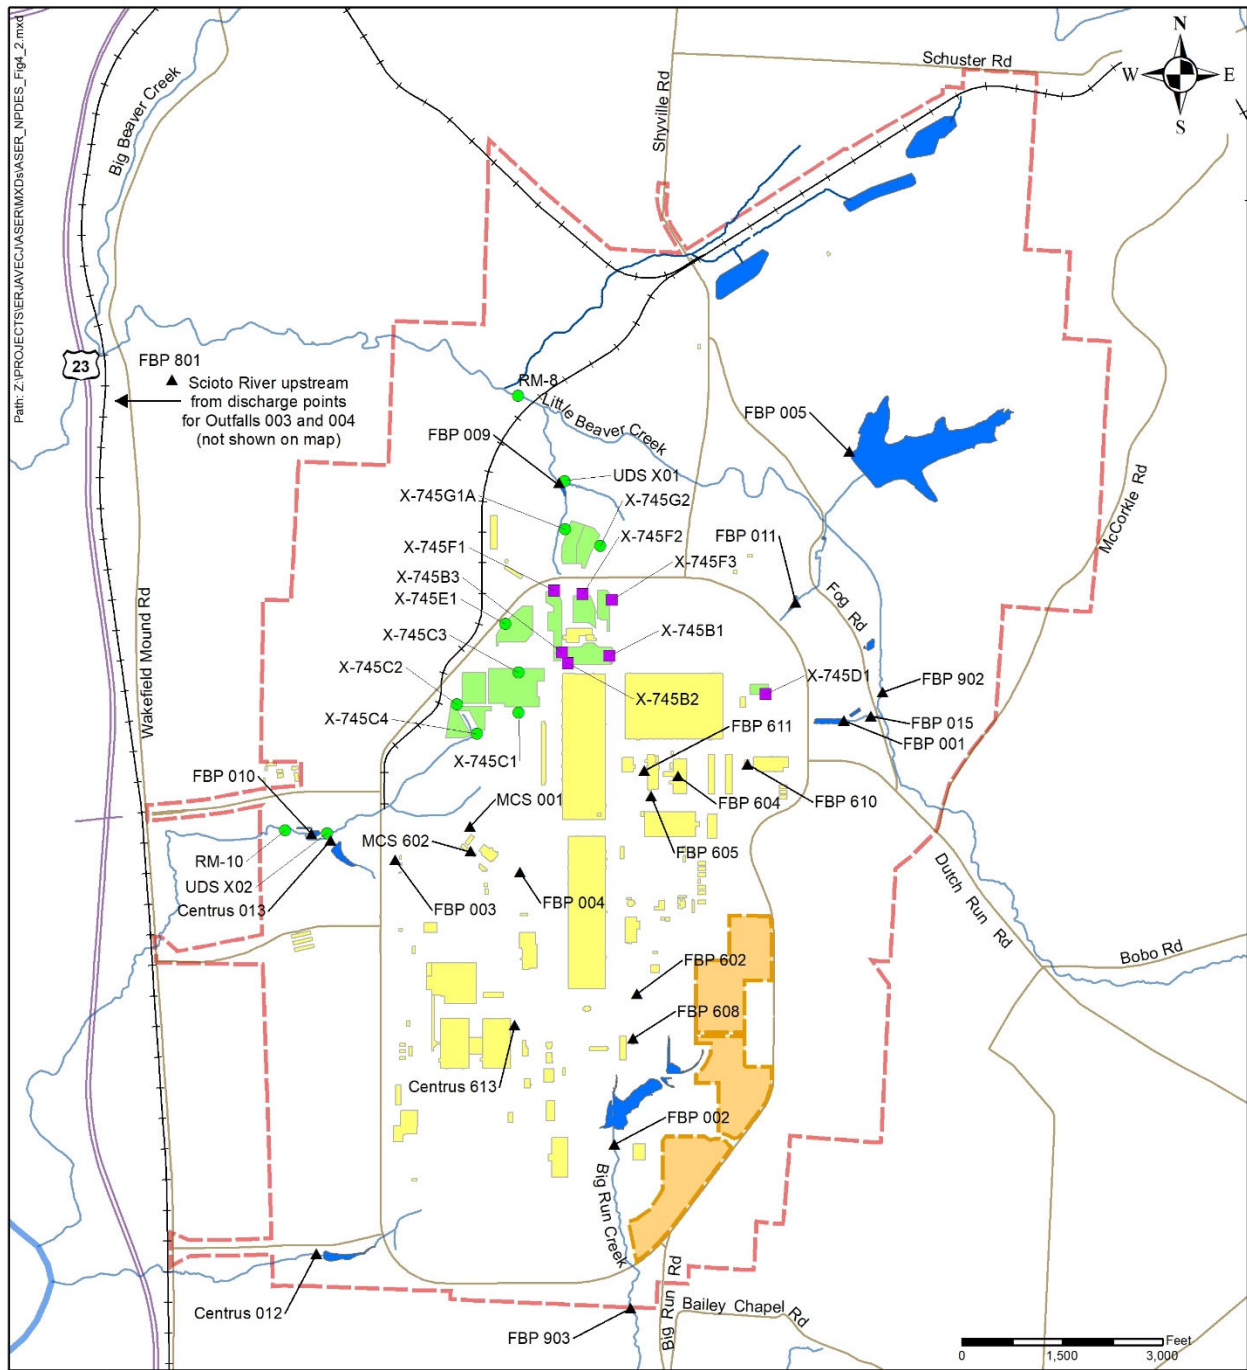 Path: Z:\PROJECTS\ERJAVECJ\ASER\MXDs\ASER_NPDES_Fig4_2.mxd
N
W
E
S
Schuster Rd
Shyville Rd
Big Beaver Creek
23
FBP 801
Scioto River upstream
from discharge points
for Outfalls 003 and 004
(not shown on map)
RM-8
Little Beaver Creek
FBP 005
FBP 009
UDS X01
X-745G1A
X-745G2
X-745F2
X-745F1
X-745F3
FBP 011
X-745B3
X-745E1
McCorkle Rd
Fog Rd
Wakefield Mound Rd
X-745C3
X-745B1
X-745C2
X-745D1
FBP 902
X-745B2
X-745C4
FBP 015
FBP 611
FBP 001
X-745C1
FBP 010
MCS 001
FBP 604
FBP 610
MCS 602
FBP 605
RM-10
UDS X02
Centrus 013
FBP 003
FBP 004
Dutch Run Rd
Bobo Rd
FBP 602
FBP 608
Centrus 613
FBP 002
Big Run Creek
Centrus 012
FBP 903
Big Run Rd
Bailey Chapel Rd
Feet
0
1,500
3,000